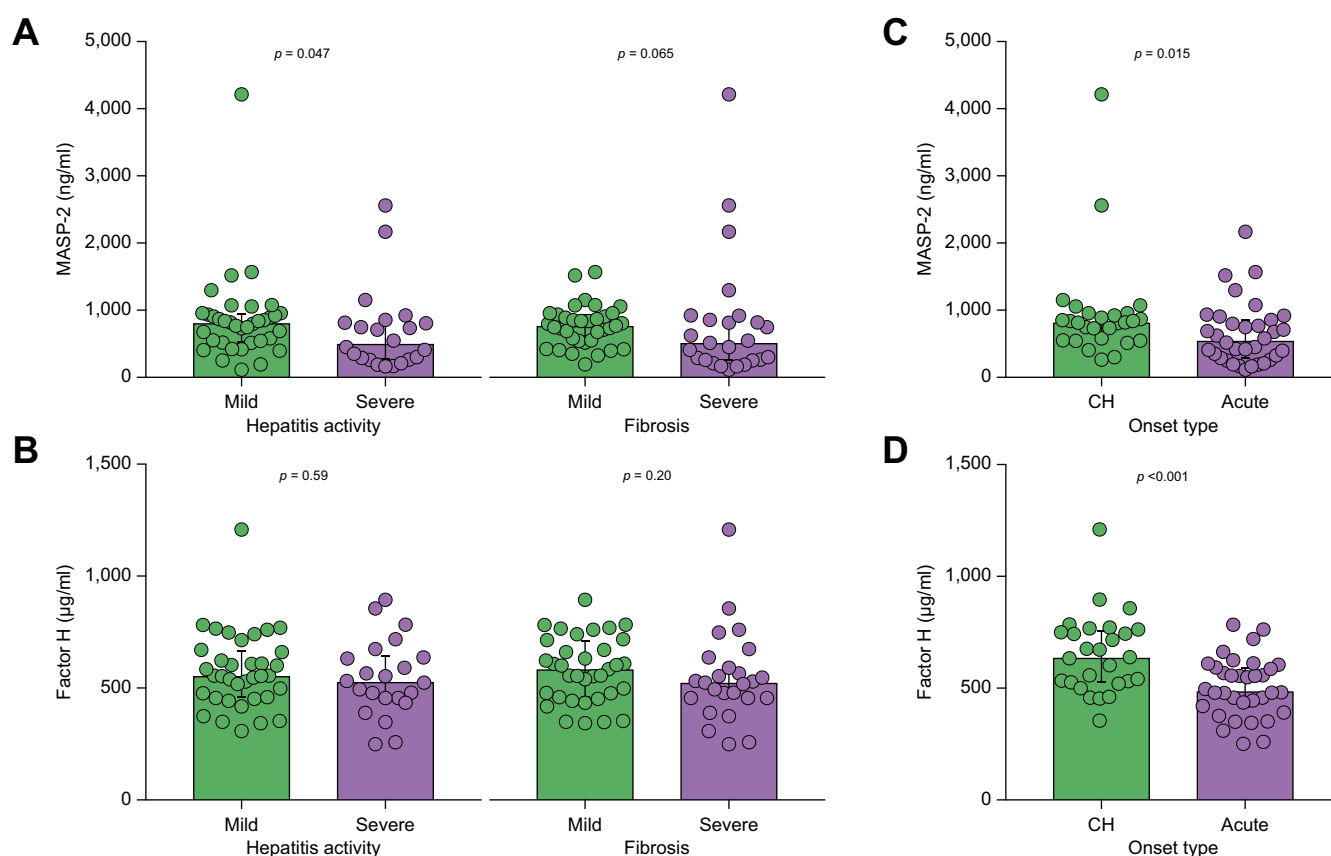 A
5,000
4,000
3,000
2,000
1,000
0
MASP-2 (ng/ml)
p = 0.047
Mild
Severe
Hepatitis activity
p = 0.065
Mild
Severe
Fibrosis
C
5,000
4,000
3,000
2,000
1,000
0
MASP-2 (ng/ml)
p = 0.015
CH
Acute
Onset type
B
1,500
1,000
500
0
Factor H (µg/ml)
p = 0.59
Mild
Severe
Hepatitis activity
p = 0.20
Mild
Severe
Fibrosis
D
1,500
1,000
500
0
Factor H (µg/ml)
p <0.001
CH
Acute
Onset type